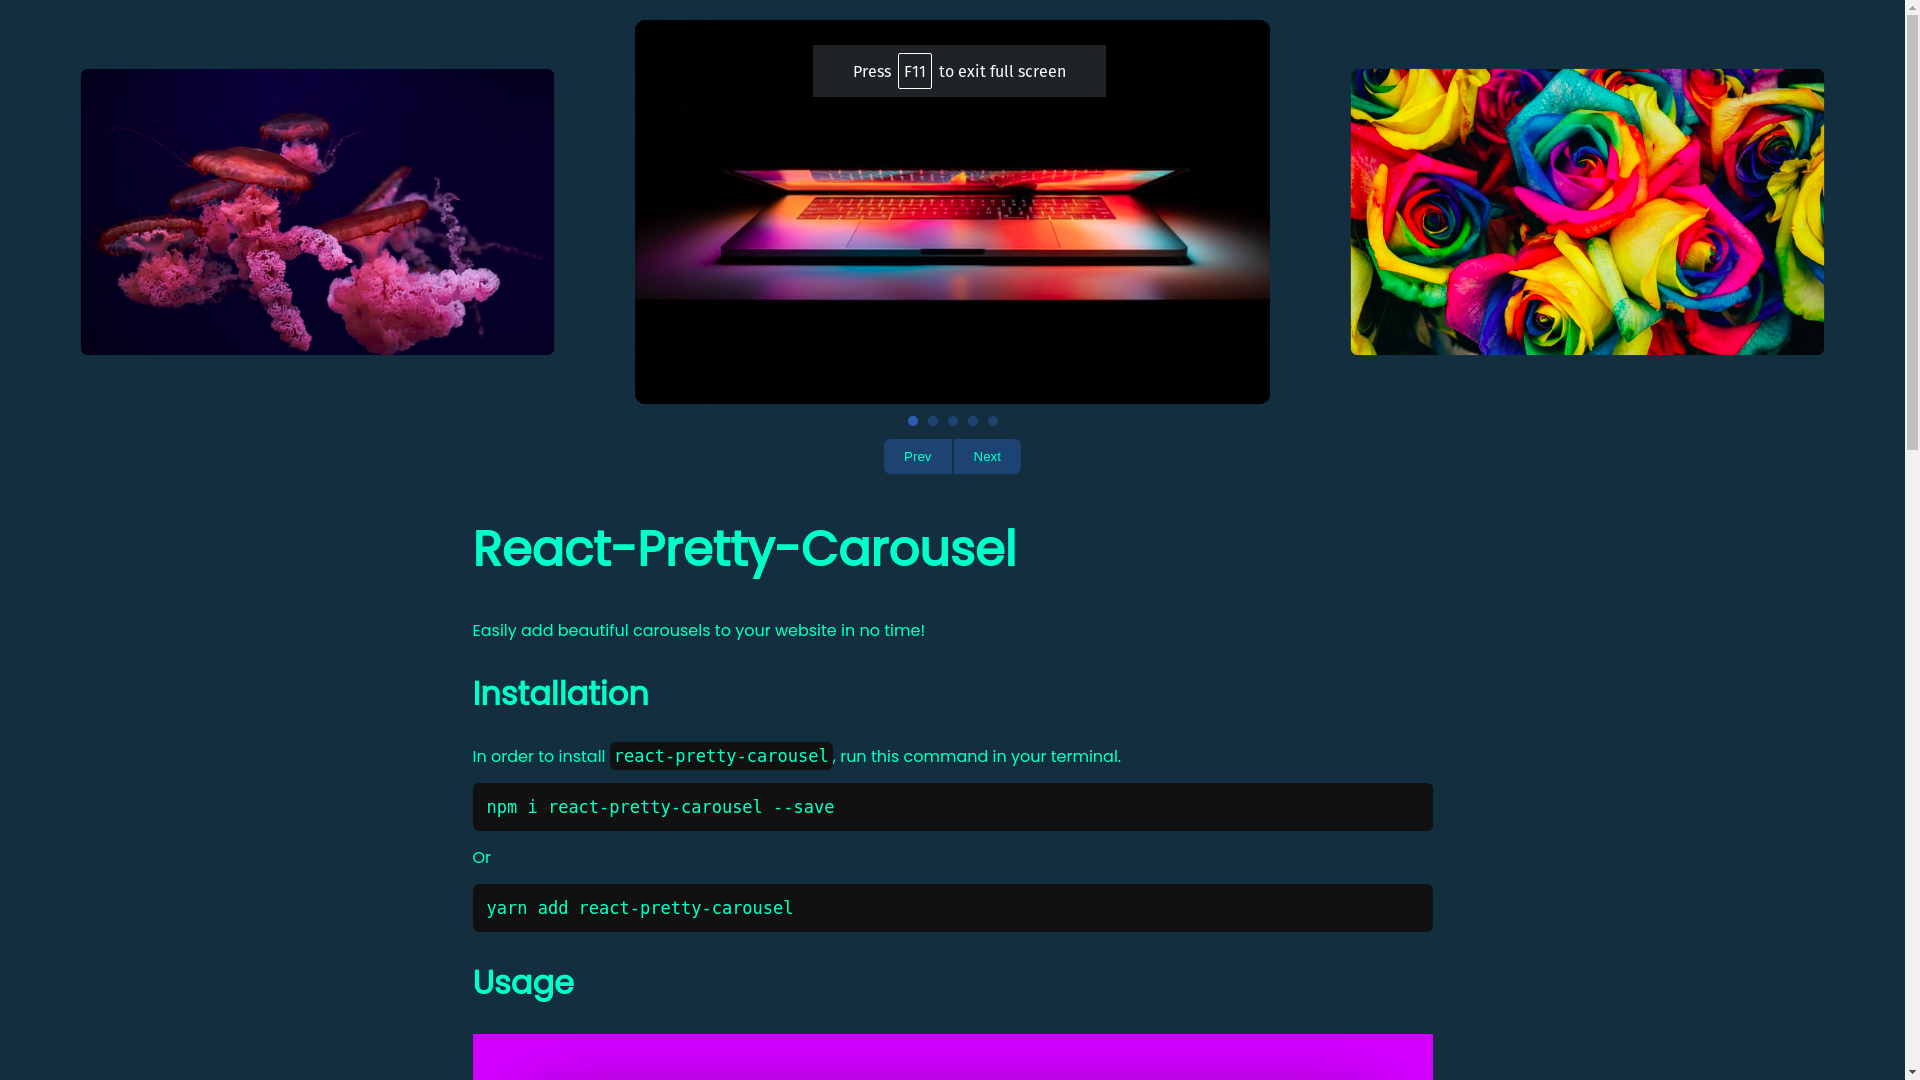 Press F11 to exit full screen
Prev Next
React-Pretty-Carousel
Easily add beautiful carousels to your website in no time!
Installation
In order to install react-pretty-carousel, run this command in your terminal.
npm i react-pretty-carousel --save
Or
yarn add react-pretty-carousel
Usage